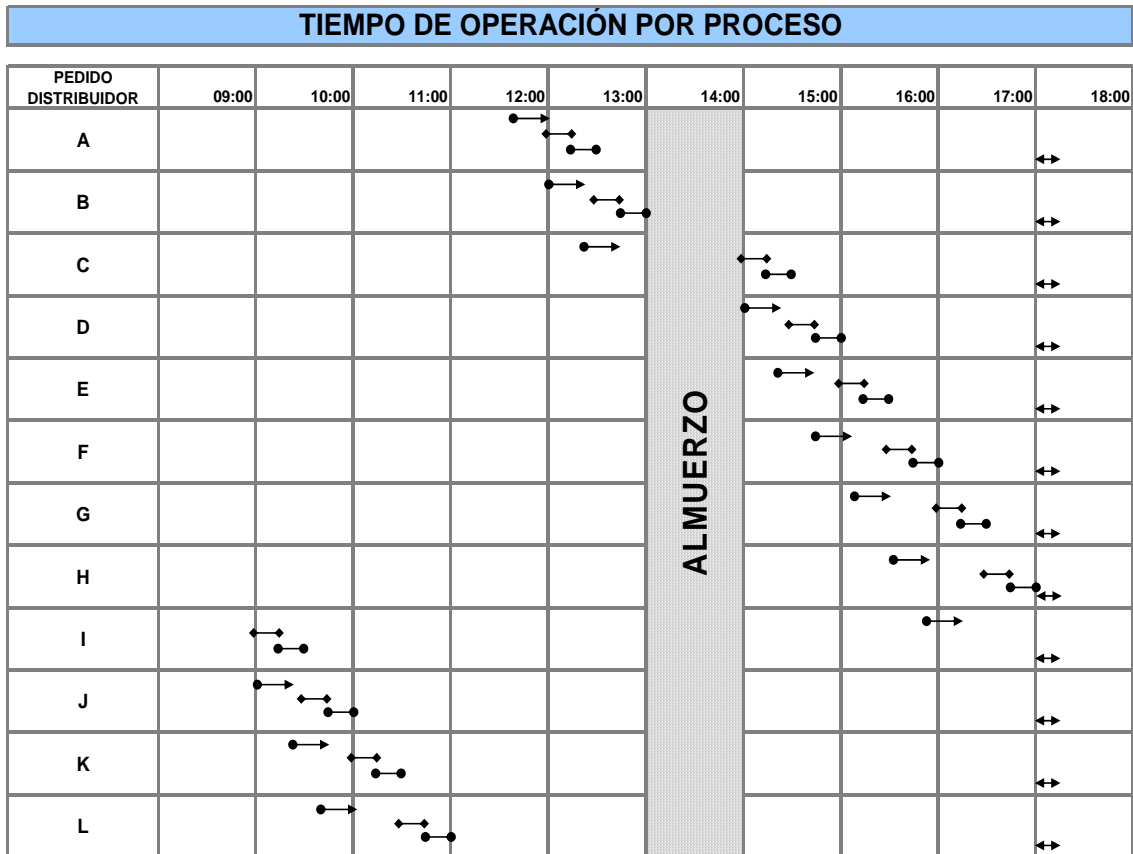 TIEMPO DE OPERACIÓN POR PROCESO
PEDIDO
DISTRIBUIDOR 09:00 10:00 11:00 12:00 13:00 14:00 15:00 16:00 17:00 18:00
A
B
C
D
E
F
G
H
I
J
K
L
ALMUERZO